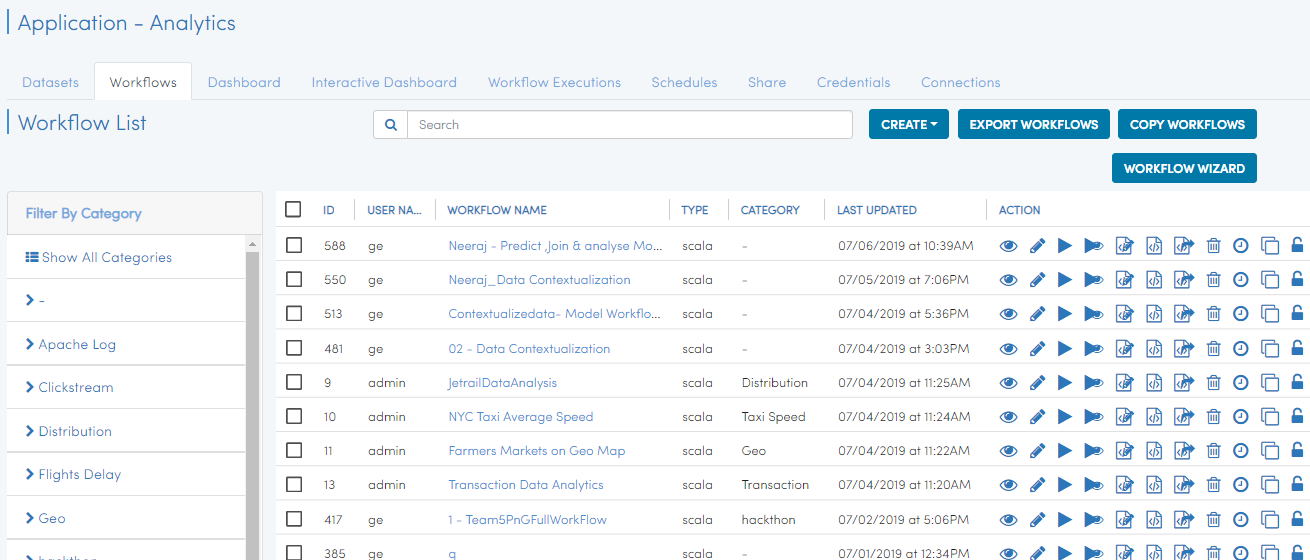 Application - Analytics
Datasets Workflows Dashboard Interactive Dashboard Workflow Executions Schedules Share Credentials Connections
Workflow List
Search
CREATE
EXPORT WORKFLOWS
COPY WORKFLOWS
WORKFLOW WIZARD
Filter By Category
Show All Categories
-
Apache Log
Clickstream
Distribution
Flights Delay
Geo
hackthon
ID USER NA... WORKFLOW NAME TYPE CATEGORY LAST UPDATED ACTION
588 ge Neeraj - Predict ,Join & analyse Mo... scala - 07/06/2019 at 10:39AM
550 ge Neeraj_Data Contextualization scala - 07/05/2019 at 7:06PM
513 ge Contextualizedata- Model Workflo... scala - 07/04/2019 at 5:36PM
481 ge 02 - Data Contextualization scala - 07/04/2019 at 3:03PM
9 admin JetrailDataAnalysis scala Distribution 07/04/2019 at 11:25AM
10 admin NYC Taxi Average Speed scala Taxi Speed 07/04/2019 at 11:24AM
11 admin Farmers Markets on Geo Map scala Geo 07/04/2019 at 11:22AM
13 admin Transaction Data Analytics scala Transaction 07/04/2019 at 11:20AM
417 ge 1 - Team5PnGFullWorkFlow scala hackthon 07/02/2019 at 5:06PM
385 ge q scala - 07/01/2019 at 12:34PM